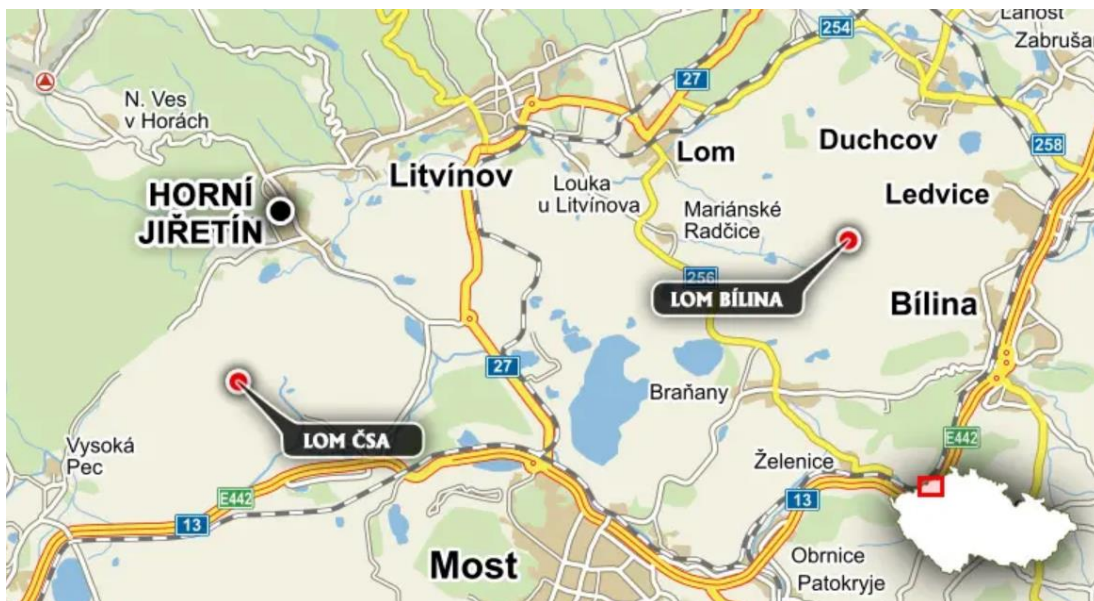 Lahošť
Zabrušan
254
27
N. Ves
v Horách
Duchcov
258
Lom
Litvínov
Louka
u Litvínova
HORNÍ
JIŘETÍN
Ledvice
Mariánské
Radčice
256
LOM BÍLINA
Bílina
27
Braňany
LOM ČSA
Vysoká
Pec
E442
Želenice
E442
13
13
Most
Obrnice
Patokryje